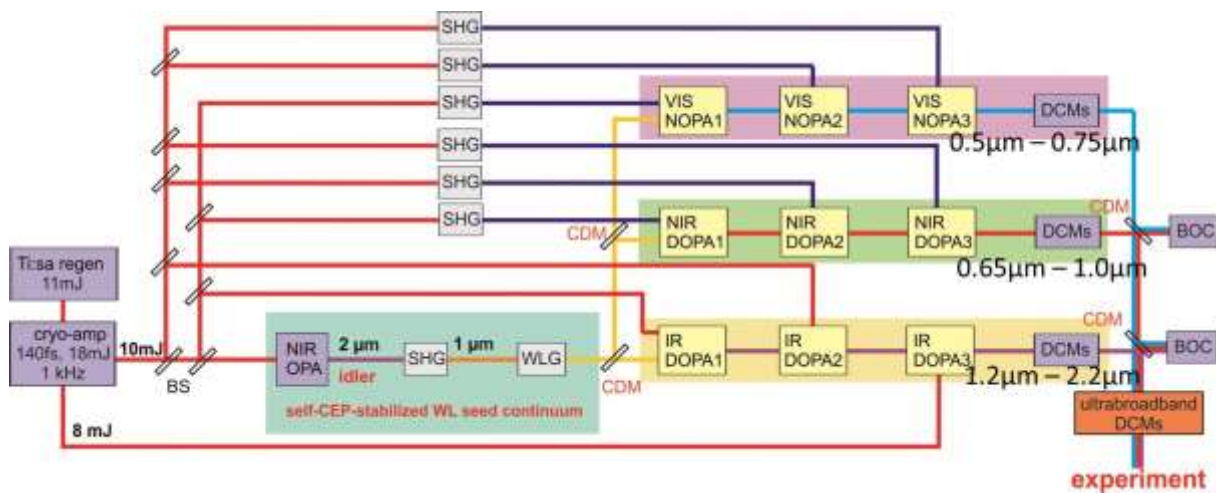 SHG
SHG
SHG
SHG
SHG
SHG
VIS
NOPA1
VIS
NOPA2
VIS
NOPA3
DCMs
0.5µm – 0.75µm
CDM
NIR
DOPA1
NIR
DOPA2
NIR
DOPA3
DCMs
CDM
BOC
0.65µm – 1.0µm
Ti:sa regen
11mJ
cryo-amp
140fs, 18mJ
1 kHz
10mJ
BS
NIR
OPA
2 µm
idler
SHG
1 µm
WLG
self-CEP-stabilized WL seed continuum
CDM
IR
DOPA1
IR
DOPA2
IR
DOPA3
DCMs
CDM
BOC
1.2µm – 2.2µm
8 mJ
ultrabroadband
DCMs
experiment